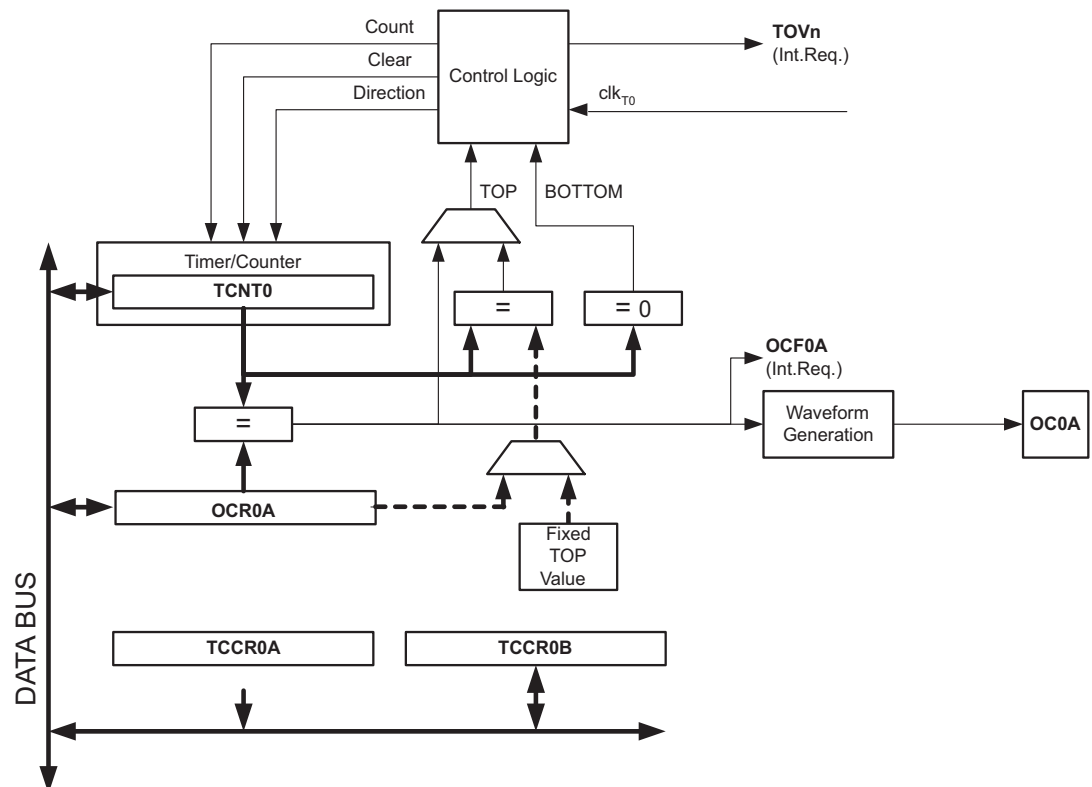 Count
TOVn
(Int.Req.)
Clear
Control Logic
Direction
clkT0
TOP
BOTTOM
Timer/Counter
TCNT0
=
= 0
OCF0A
(Int.Req.)
=
Waveform
Generation
OC0A
OCR0A
Fixed
TOP
Value
DATA BUS
TCCR0A
TCCR0B